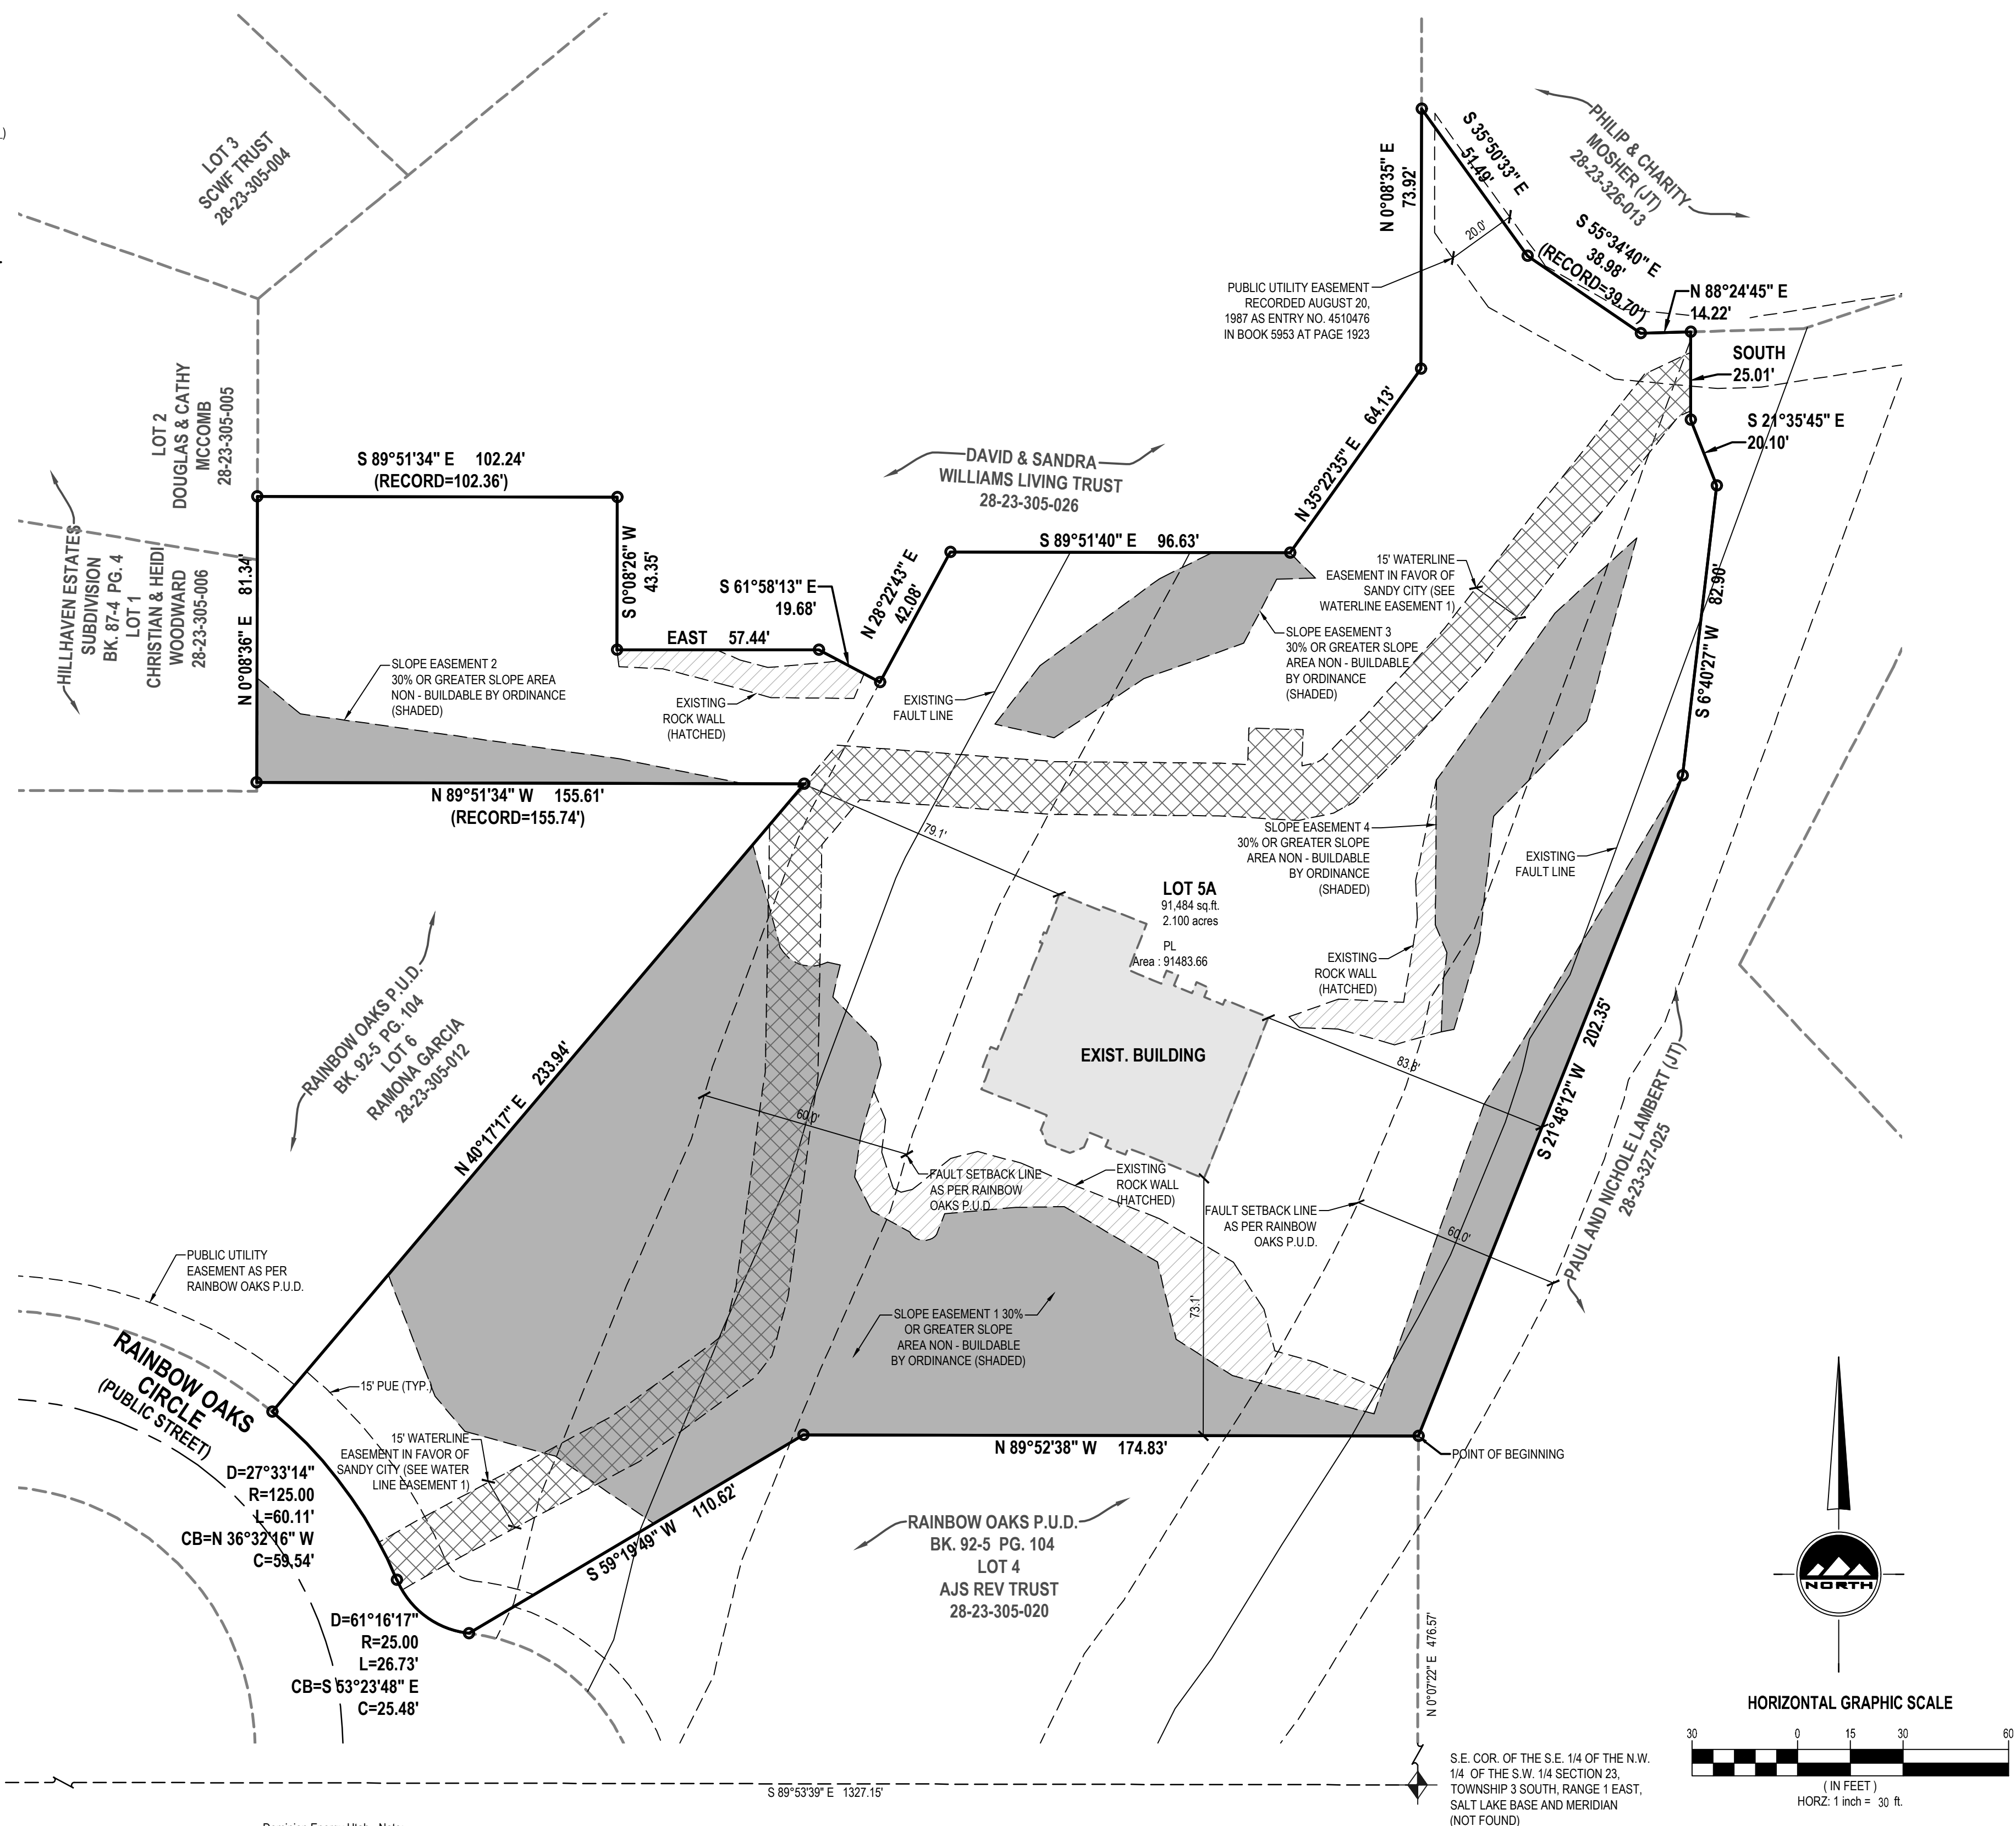 LOT 3
SCWF TRUST
28-23-305-004
LOT 2
DOUGLAS & CATHY
MCCOMB
28-23-305-005
HILLHAVEN ESTATES
SUBDIVISION
BK. 87-4 PG. 4
LOT 1
CHRISTIAN & HEIDI
WOODWARD
28-23-305-006
N 0°08'36" E 81.34'
S 89°51'34" E 102.24'
(RECORD=102.36')
S 0°08'26" W
43.35'
EAST 57.44'
S 61°58'13" E
19.68'
N 28°22'43" E
42.08'
DAVID & SANDRA
WILLIAMS LIVING TRUST
28-23-305-026
S 89°51'40" E 96.63'
N 35°22'35" E 64.13'
N 0°08'35" E
73.92'
S 35°50'33" E
51.49'
PHILIP & CHARITY
MOSHER (JT)
28-23-326-013
20.0'
S 55°34'40" E
38.98'
(RECORD=39.70')
N 88°24'45" E
14.22'
SOUTH
25.01'
S 21°35'45" E
20.10'
S 6°40'27" W 82.90'
PUBLIC UTILITY EASEMENT
RECORDED AUGUST 20,
1987 AS ENTRY NO. 4510476
IN BOOK 5953 AT PAGE 1923
15' WATERLINE
EASEMENT IN FAVOR OF
SANDY CITY (SEE
WATERLINE EASEMENT 1)
SLOPE EASEMENT 3
30% OR GREATER SLOPE
AREA NON - BUILDABLE
BY ORDINANCE
(SHADED)
SLOPE EASEMENT 2
30% OR GREATER SLOPE AREA
NON - BUILDABLE BY ORDINANCE
(SHADED)
EXISTING
ROCK WALL
(HATCHED)
EXISTING
FAULT LINE
N 89°51'34" W 155.61'
(RECORD=155.74')
79.1'
SLOPE EASEMENT 4
30% OR GREATER SLOPE
AREA NON - BUILDABLE
BY ORDINANCE
(SHADED)
EXISTING
FAULT LINE
LOT 5A
91,484 sq.ft.
2.100 acres
PL
Area : 91483.66
EXISTING
ROCK WALL
(HATCHED)
EXIST. BUILDING
83.8'
S 21°48'12" W 202.35'
RAINBOW OAKS P.U.D.
BK. 92-5 PG. 104
LOT 6
RAMONA GARCIA
28-23-305-012
N 40°17'17" E 233.94'
60.0'
FAULT SETBACK LINE
AS PER RAINBOW
OAKS P.U.D.
EXISTING
ROCK WALL
(HATCHED)
FAULT SETBACK LINE
AS PER RAINBOW
OAKS P.U.D.
60.0'
PAUL AND NICHOLE LAMBERT (JT)
28-23-327-025
PUBLIC UTILITY
EASEMENT AS PER
RAINBOW OAKS P.U.D.
SLOPE EASEMENT 1 30%
OR GREATER SLOPE
AREA NON - BUILDABLE
BY ORDINANCE (SHADED)
73.1'
RAINBOW OAKS
CIRCLE
(PUBLIC STREET)
15' PUE (TYP.)
15' WATERLINE
EASEMENT IN FAVOR OF
SANDY CITY (SEE WATER
LINE EASEMENT 1)
D=27°33'14"
R=125.00
L=60.11'
CB=N 36°32'16" W
C=59.54'
N 89°52'38" W 174.83'
POINT OF BEGINNING
S 59°19'49" W 110.62'
RAINBOW OAKS P.U.D.
BK. 92-5 PG. 104
LOT 4
AJS REV TRUST
28-23-305-020
D=61°16'17"
R=25.00
L=26.73'
CB=S 53°23'48" E
C=25.48'
N 0°07'22" E 476.57'
NORTH
HORIZONTAL GRAPHIC SCALE
30 0 15 30 60
( IN FEET )
HORZ: 1 inch = 30 ft.
S 89°53'39" E 1327.15'
S.E. COR. OF THE S.E. 1/4 OF THE N.W.
1/4 OF THE S.W. 1/4 SECTION 23,
TOWNSHIP 3 SOUTH, RANGE 1 EAST,
SALT LAKE BASE AND MERIDIAN
(NOT FOUND)